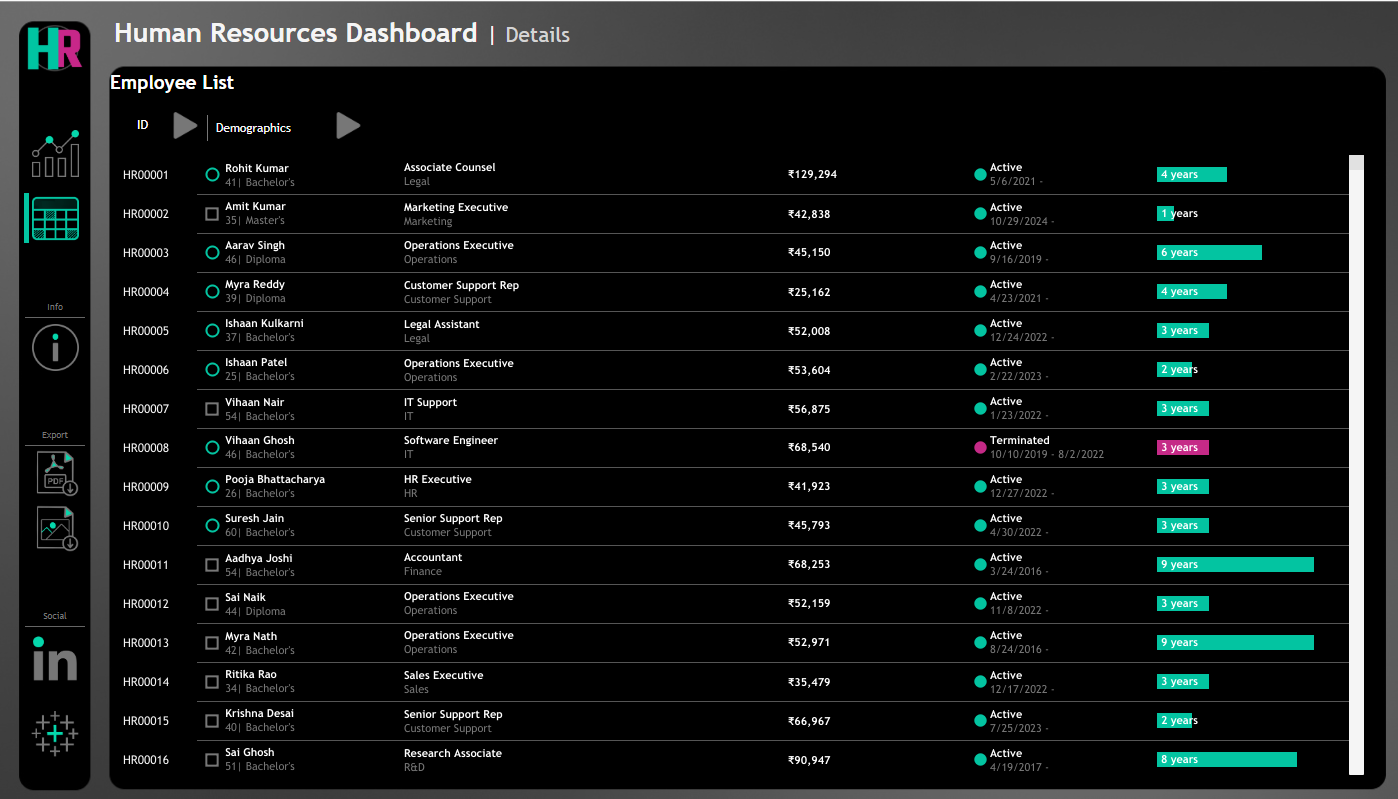 HR
Human Resources Dashboard | Details
Employee List
ID
Demographics
HR00001 Rohit Kumar Associate Counsel ₹129,294 Active 4 years
41| Bachelor's Legal 5/6/2021 -
HR00002 Amit Kumar Marketing Executive ₹42,838 Active 1 years
35| Master's Marketing 10/29/2024 -
HR00003 Aarav Singh Operations Executive ₹45,150 Active 6 years
46| Diploma Operations 9/16/2019 -
HR00004 Myra Reddy Customer Support Rep ₹25,162 Active 4 years
39| Diploma Customer Support 4/23/2021 -
HR00005 Ishaan Kulkarni Legal Assistant ₹52,008 Active 3 years
37| Bachelor's Legal 12/24/2022 -
HR00006 Ishaan Patel Operations Executive ₹53,604 Active 2 years
25| Bachelor's Operations 2/22/2023 -
HR00007 Vihaan Nair IT Support ₹56,875 Active 3 years
54| Bachelor's IT 1/23/2022 -
HR00008 Vihaan Ghosh Software Engineer ₹68,540 Terminated 3 years
46| Bachelor's IT 10/10/2019 - 8/2/2022
HR00009 Pooja Bhattacharya HR Executive ₹41,923 Active 3 years
26| Bachelor's HR 12/27/2022 -
HR00010 Suresh Jain Senior Support Rep ₹45,793 Active 3 years
60| Bachelor's Customer Support 4/30/2022 -
HR00011 Aadhya Joshi Accountant ₹68,253 Active 9 years
54| Bachelor's Finance 3/24/2016 -
HR00012 Sai Naik Operations Executive ₹52,159 Active 3 years
44| Diploma Operations 11/8/2022 -
HR00013 Myra Nath Operations Executive ₹52,971 Active 9 years
42| Bachelor's Operations 8/24/2016 -
HR00014 Ritika Rao Sales Executive ₹35,479 Active 3 years
34| Bachelor's Sales 12/17/2022 -
HR00015 Krishna Desai Senior Support Rep ₹66,967 Active 2 years
40| Bachelor's Customer Support 7/25/2023 -
HR00016 Sai Ghosh Research Associate ₹90,947 Active 8 years
51| Bachelor's R&D 4/19/2017 -
Info
i
Export
PDF
Social
in